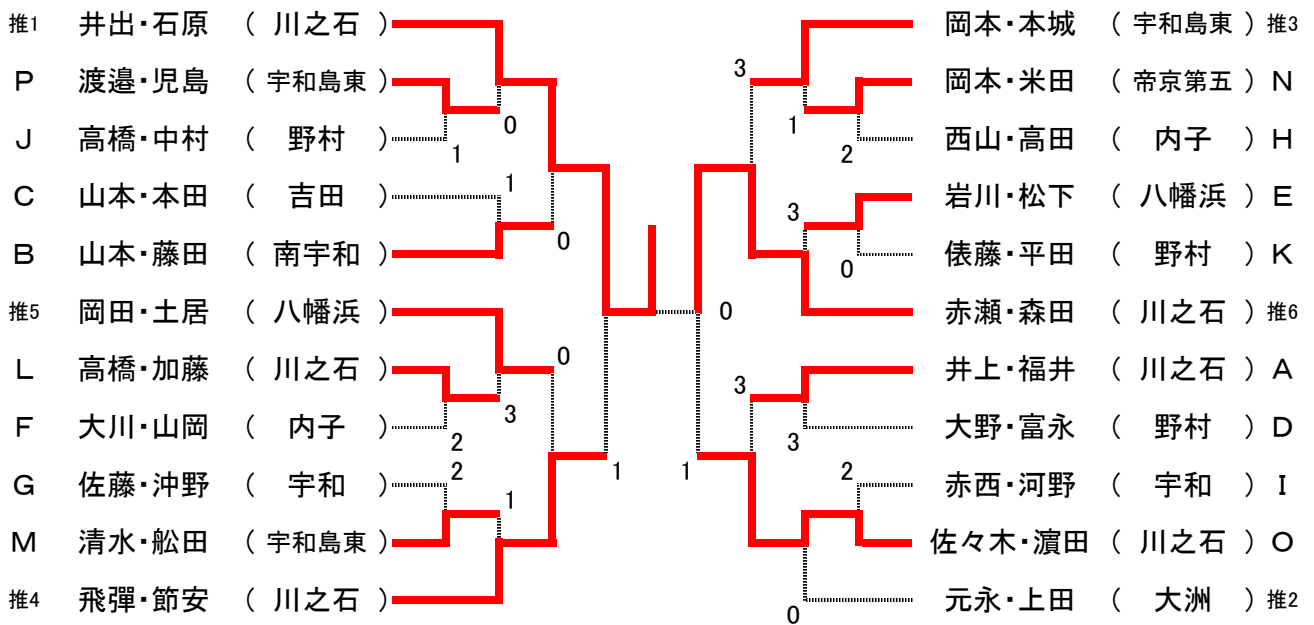 推1 井出・石原 ( 川之石 )
P 渡邉・児島 ( 宇和島東 )
0
J 高橋・中村 ( 野村 )
1
1
C 山本・本田 ( 吉田 )
B 山本・藤田 ( 南宇和 )
0
推5 岡田・土居 ( 八幡浜 )
0
L 高橋・加藤 ( 川之石 )
3
F 大川・山岡 ( 内子 )
2
2
G 佐藤・沖野 ( 宇和 )
1
M 清水・舩田 ( 宇和島東 )
推4 飛彈・節安 ( 川之石 )
1
0
1
岡本・本城 ( 宇和島東 ) 推3
3
岡本・米田 ( 帝京第五 ) N
1
西山・高田 ( 内子 ) H
2
岩川・松下 ( 八幡浜 ) E
3
俵藤・平田 ( 野村 ) K
0
赤瀬・森田 ( 川之石 ) 推6
井上・福井 ( 川之石 ) A
3
大野・富永 ( 野村 ) D
3
2
赤西・河野 ( 宇和 ) I
佐々木・濵田 ( 川之石 ) O
元永・上田 ( 大洲 ) 推2
0